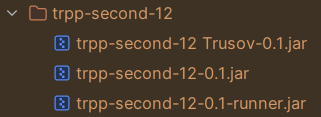 trpp-second-12
trpp-second-12 Trusov-0.1.jar
trpp-second-12-0.1.jar
trpp-second-12-0.1-runner.jar